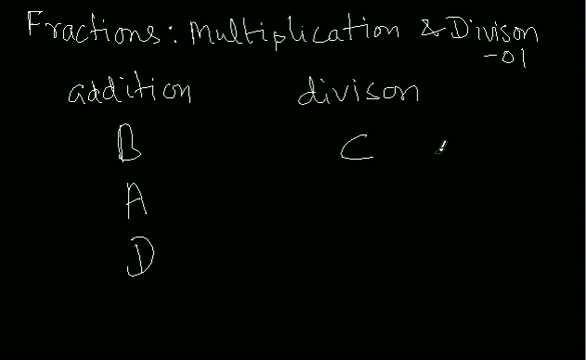 Fractions: Multiplication & Divison
-01
addition divison
B C
A
D